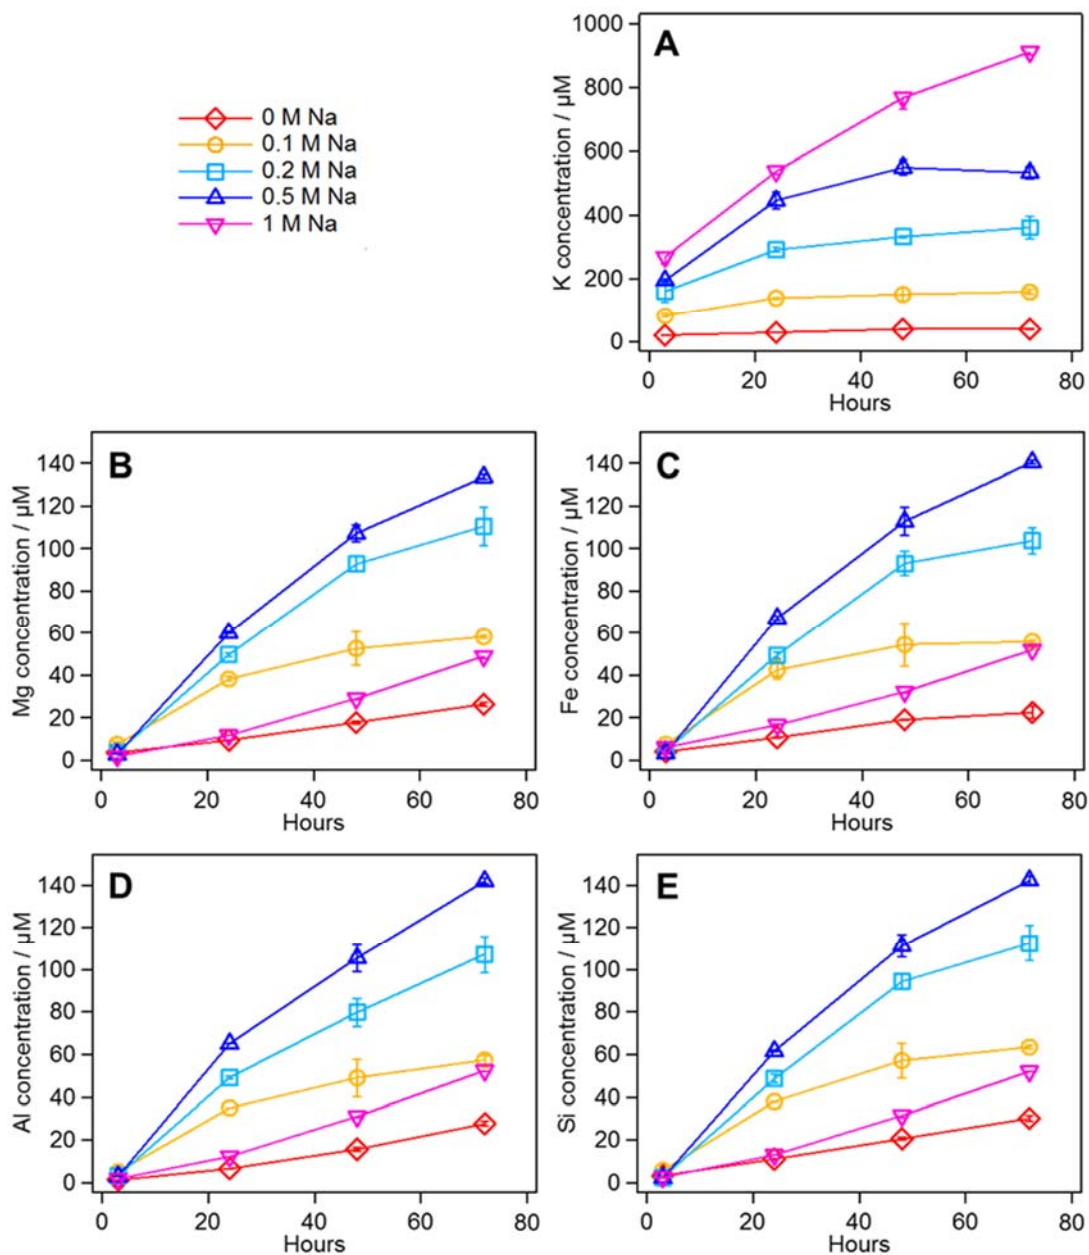 0 M Na
0.1 M Na
0.2 M Na
0.5 M Na
1 M Na
A
K concentration / µM
1000
800
600
400
200
0
0 20 40 60 80
Hours
B
Mg concentration / µM
140
120
100
80
60
40
20
0
0 20 40 60 80
Hours
C
Fe concentration / µM
140
120
100
80
60
40
20
0
0 20 40 60 80
Hours
D
Al concentration / µM
140
120
100
80
60
40
20
0
0 20 40 60 80
Hours
E
Si concentration / µM
140
120
100
80
60
40
20
0
0 20 40 60 80
Hours